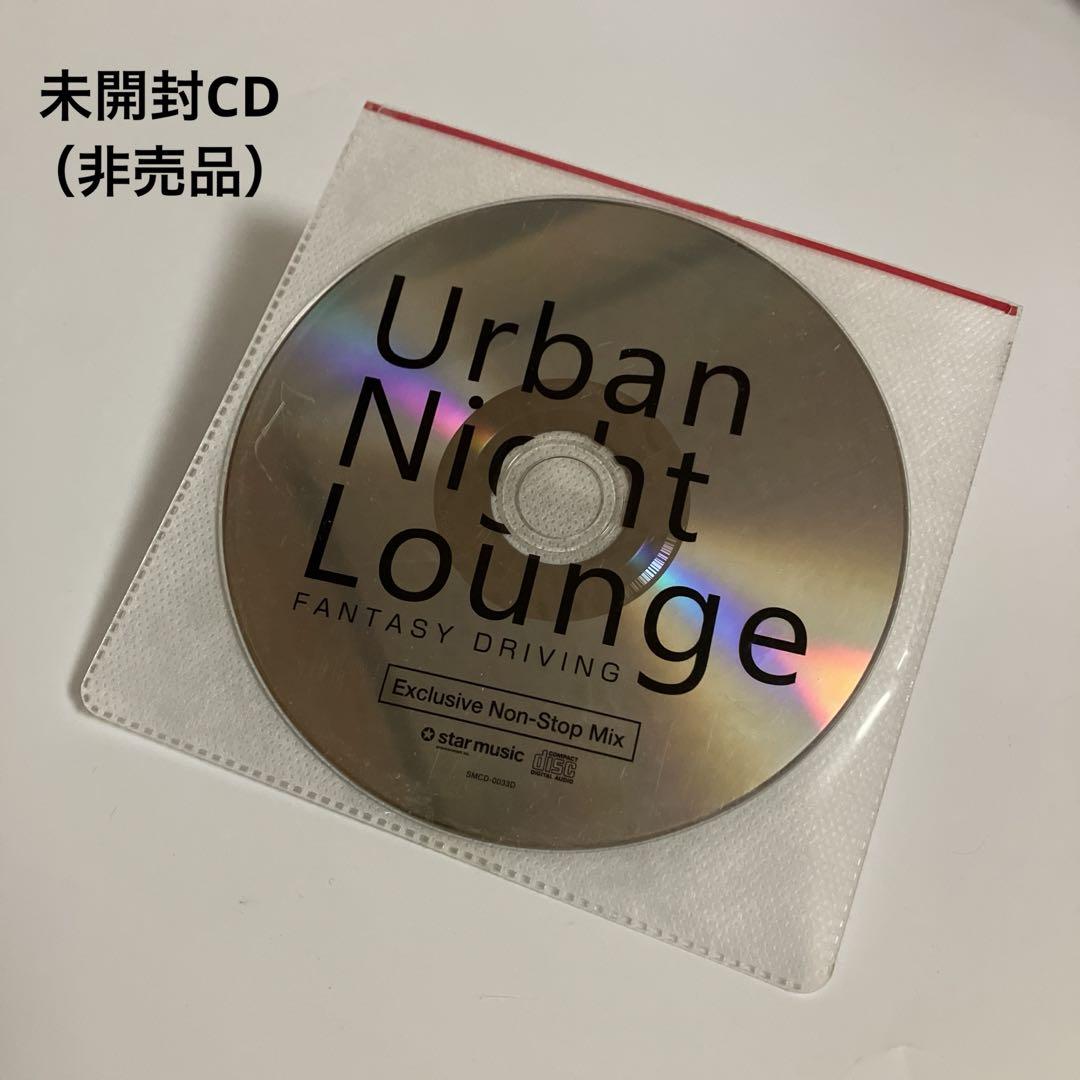 未開封CD
（非売品）
Urban
Night
Lounge
FANTASY DRIVING
Exclusive Non-Stop Mix
star music
COMPACT
disc
DIGITAL AUDIO
SMCD-0033D